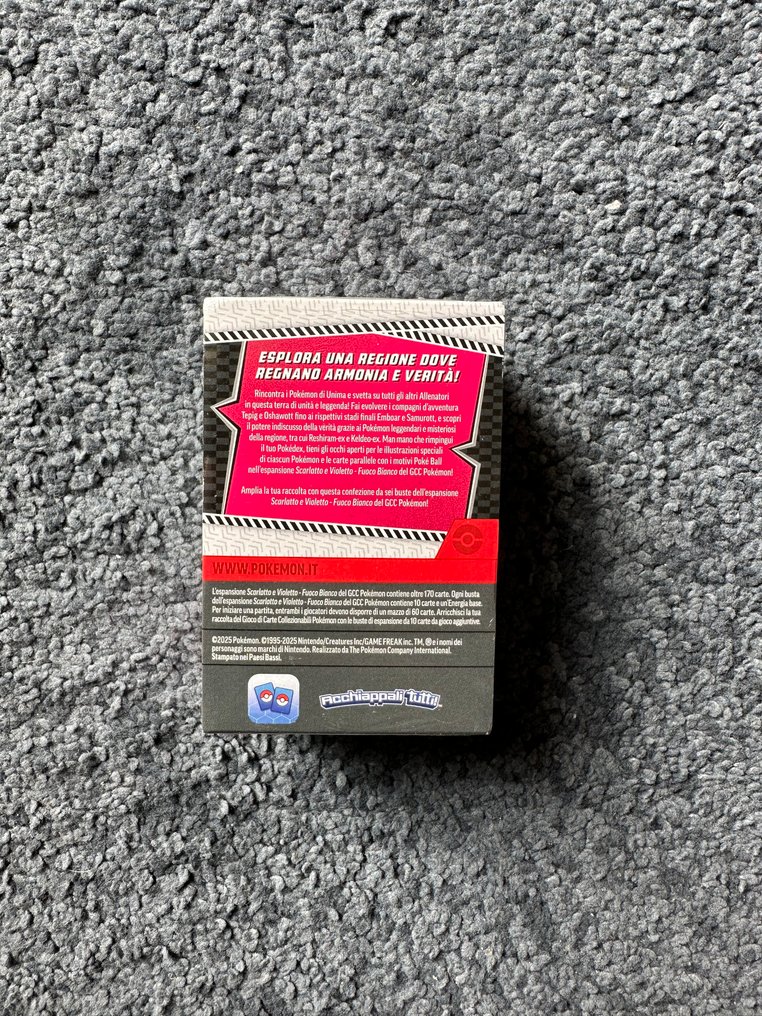 ESPLORA UNA REGIONE DOVE
REGNANO ARMONIA E VERITÀ!
Rincontra i Pokémon di Unima e svetta su tutti gli altri Allenatori
in questa terra di unità e leggenda! Fai evolvere i compagni d'avventura
Tepig e Oshawott fino ai rispettivi stadi finali Emboar e Samurott, e scopri
il potere indiscusso della verità grazie ai Pokémon leggendari e misteriosi
della regione, tra cui Reshiram-ex e Keldeo-ex. Man mano che rimpingui
il tuo Pokédex, tieni gli occhi aperti per le illustrazioni speciali
di ciascun Pokémon e le carte parallele con i motivi Poké Ball
nell'espansione Scarlatto e Violetto - Fuoco Bianco del GCC Pokémon!
Amplia la tua raccolta con questa confezione da sei buste dell'espansione
Scarlatto e Violetto - Fuoco Bianco del GCC Pokémon!
WWW.POKEMON.IT
L'espansione Scarlatto e Violetto - Fuoco Bianco del GCC Pokémon contiene oltre 170 carte. Ogni busta
dell'espansione Scarlatto e Violetto - Fuoco Bianco del GCC Pokémon contiene 10 carte e un'Energia base.
Per iniziare una partita, entrambi i giocatori devono disporre di un mazzo di 60 carte. Arricchisci la tua
raccolta del Gioco di Carte Collezionabili Pokémon con le buste di espansione da 10 carte da gioco aggiuntive.
©2025 Pokémon. ©1995-2025 Nintendo/Creatures Inc./GAME FREAK inc. TM, ® e i nomi dei
personaggi sono marchi di Nintendo. Realizzato da The Pokémon Company International.
Stampato nei Paesi Bassi.
Acchiappali tutti!™